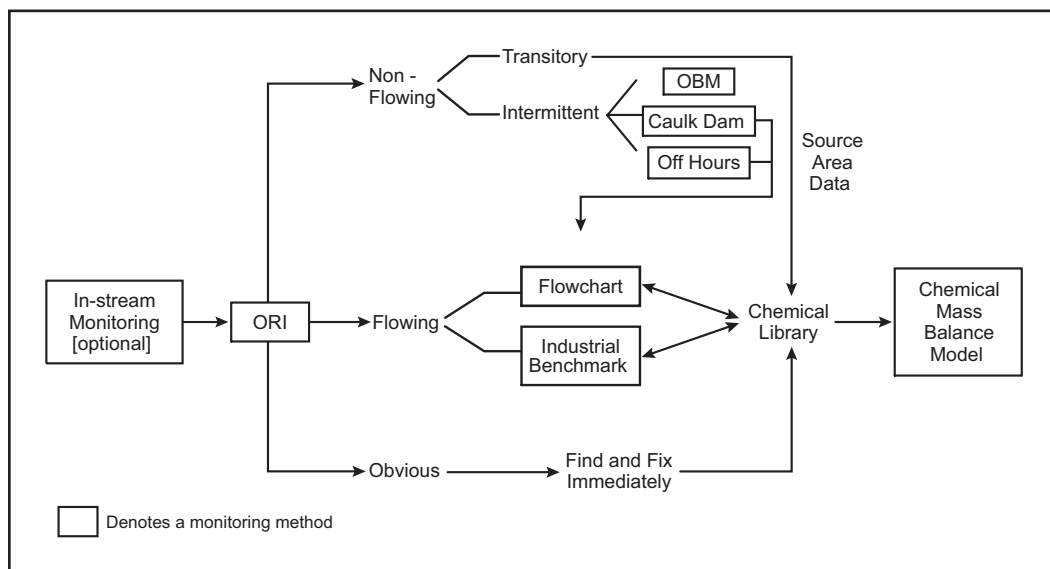 Non -
Flowing
Transitory
Intermittent
OBM
Caulk Dam
Off Hours
Source
Area
Data
In-stream
Monitoring
[optional]
ORI
Flowing
Flowchart
Industrial
Benchmark
Chemical
Library
Chemical
Mass
Balance
Model
Obvious
Find and Fix
Immediately
Denotes a monitoring method